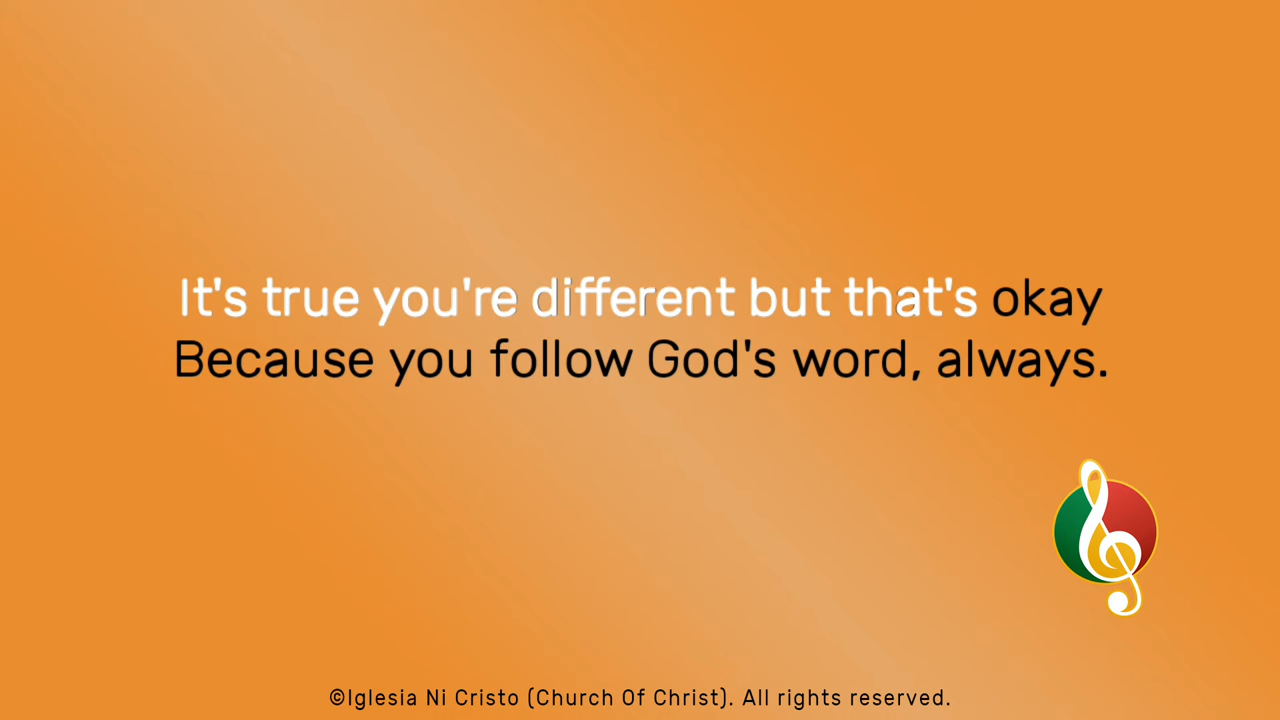 It's true you're different but that's okay
Because you follow God's word, always.
©Iglesia Ni Cristo (Church Of Christ). All rights reserved.